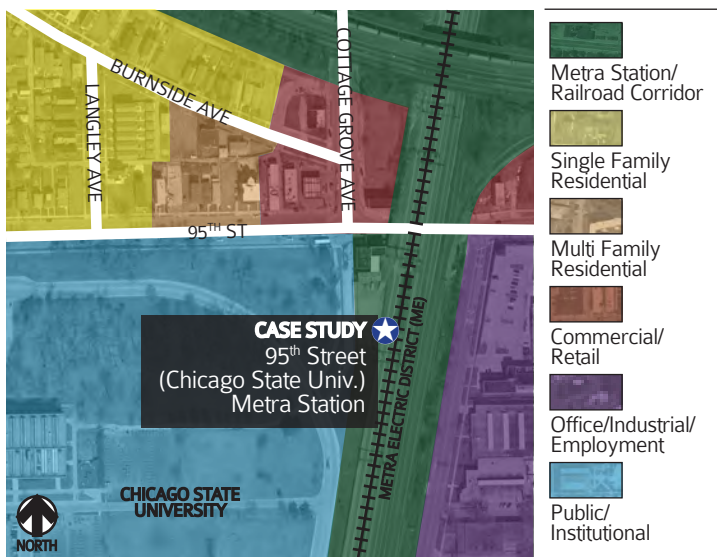 BURNSIDE AVE
LANGLEY AVE
COTTAGE GROVE AVE
95TH ST
CASE STUDY
95th Street
(Chicago State Univ.)
Metra Station
METRA ELECTRIC DISTRICT (ME)
CHICAGO STATE
UNIVERSITY
NORTH
Metra Station/
Railroad Corridor
Single Family
Residential
Multi Family
Residential
Commercial/
Retail
Office/Industrial/
Employment
Public/
Institutional